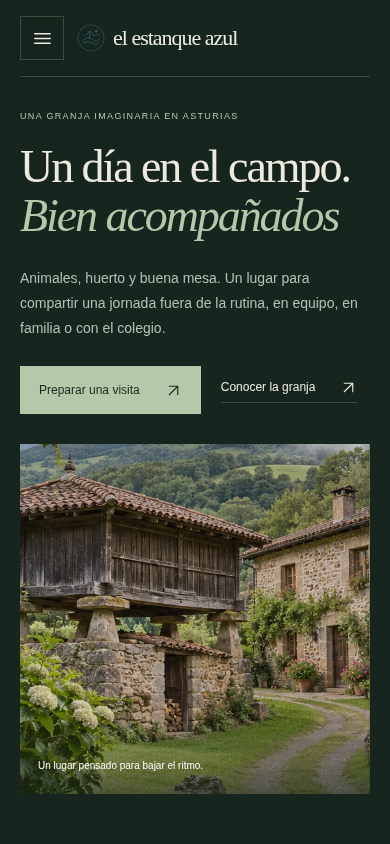 el estanque azul
UNA GRANJA IMAGINARIA EN ASTURIAS
Un día en el campo.
Bien acompañados
Animales, huerto y buena mesa. Un lugar para
compartir una jornada fuera de la rutina, en equipo, en
familia o con el colegio.
Preparar una visita
Conocer la granja
Un lugar pensado para bajar el ritmo.